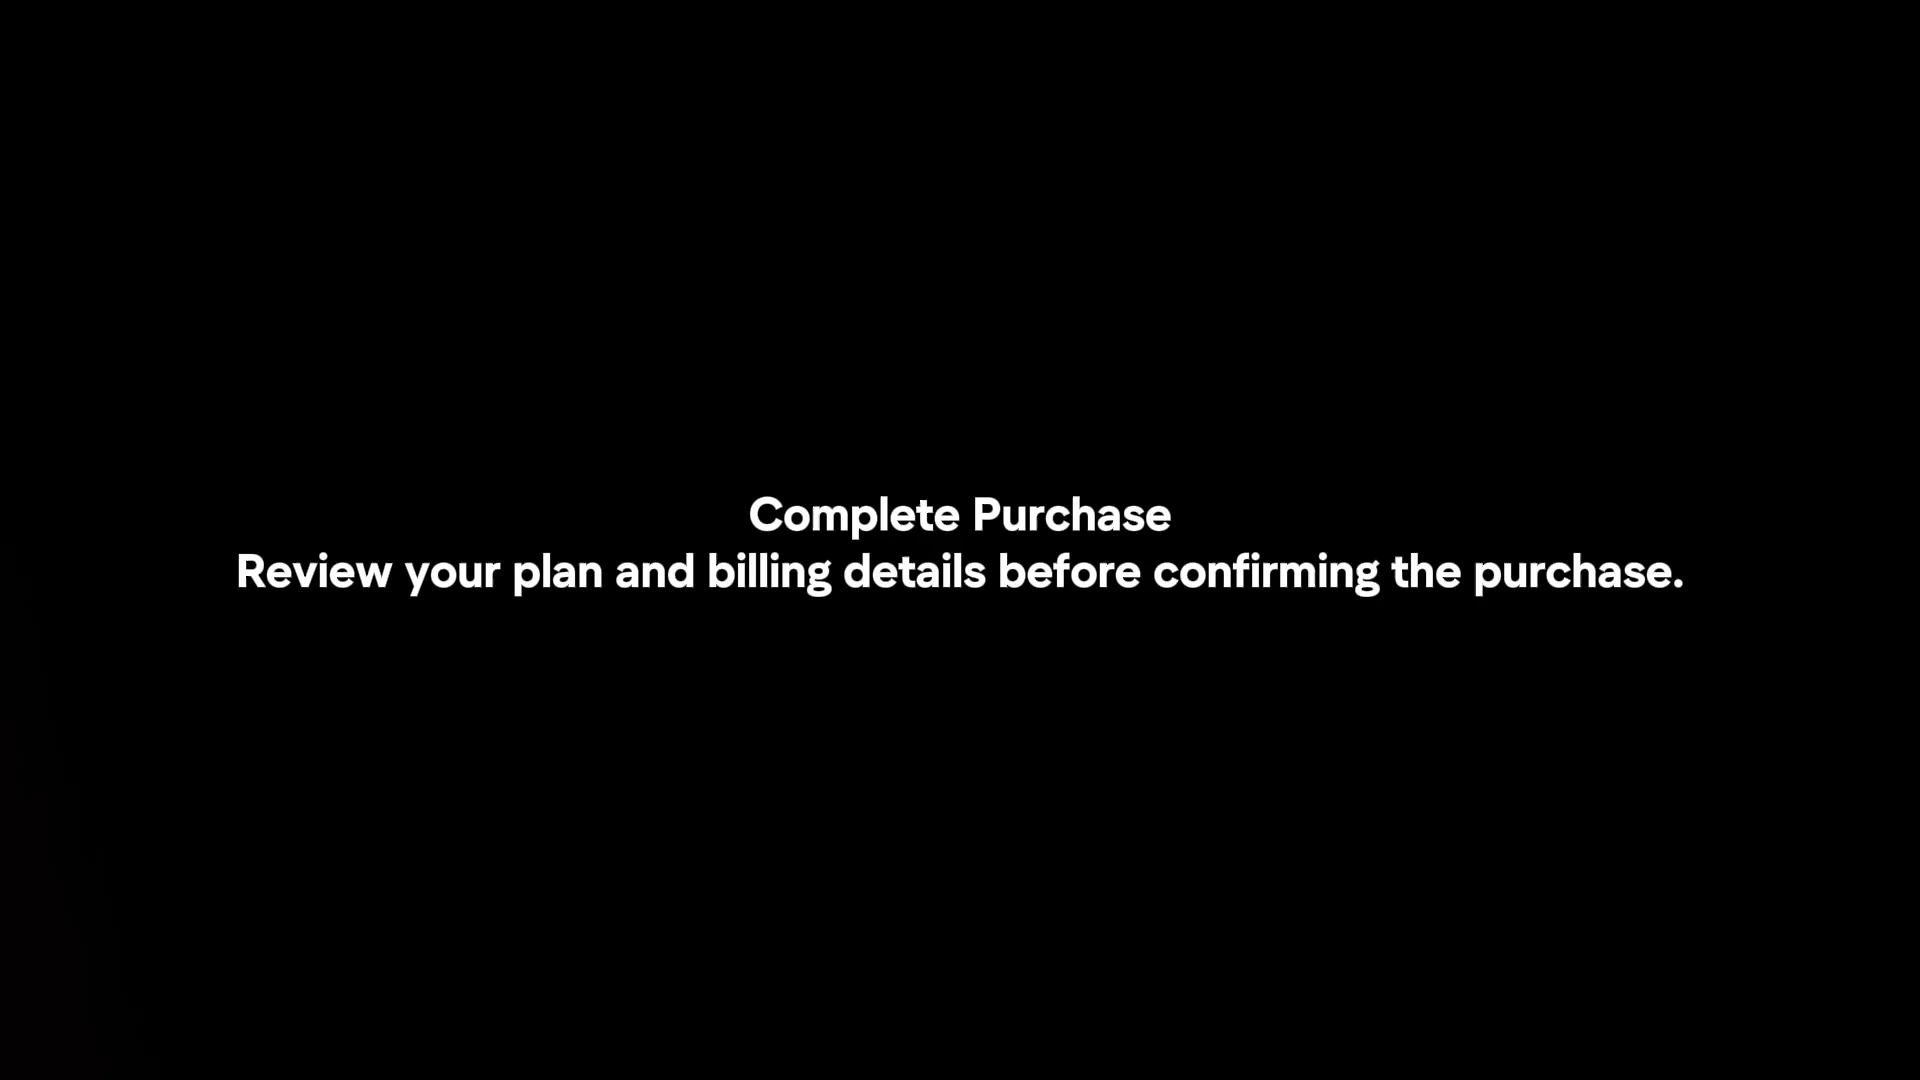 Complete Purchase
Review your plan and billing details before confirming the purchase.